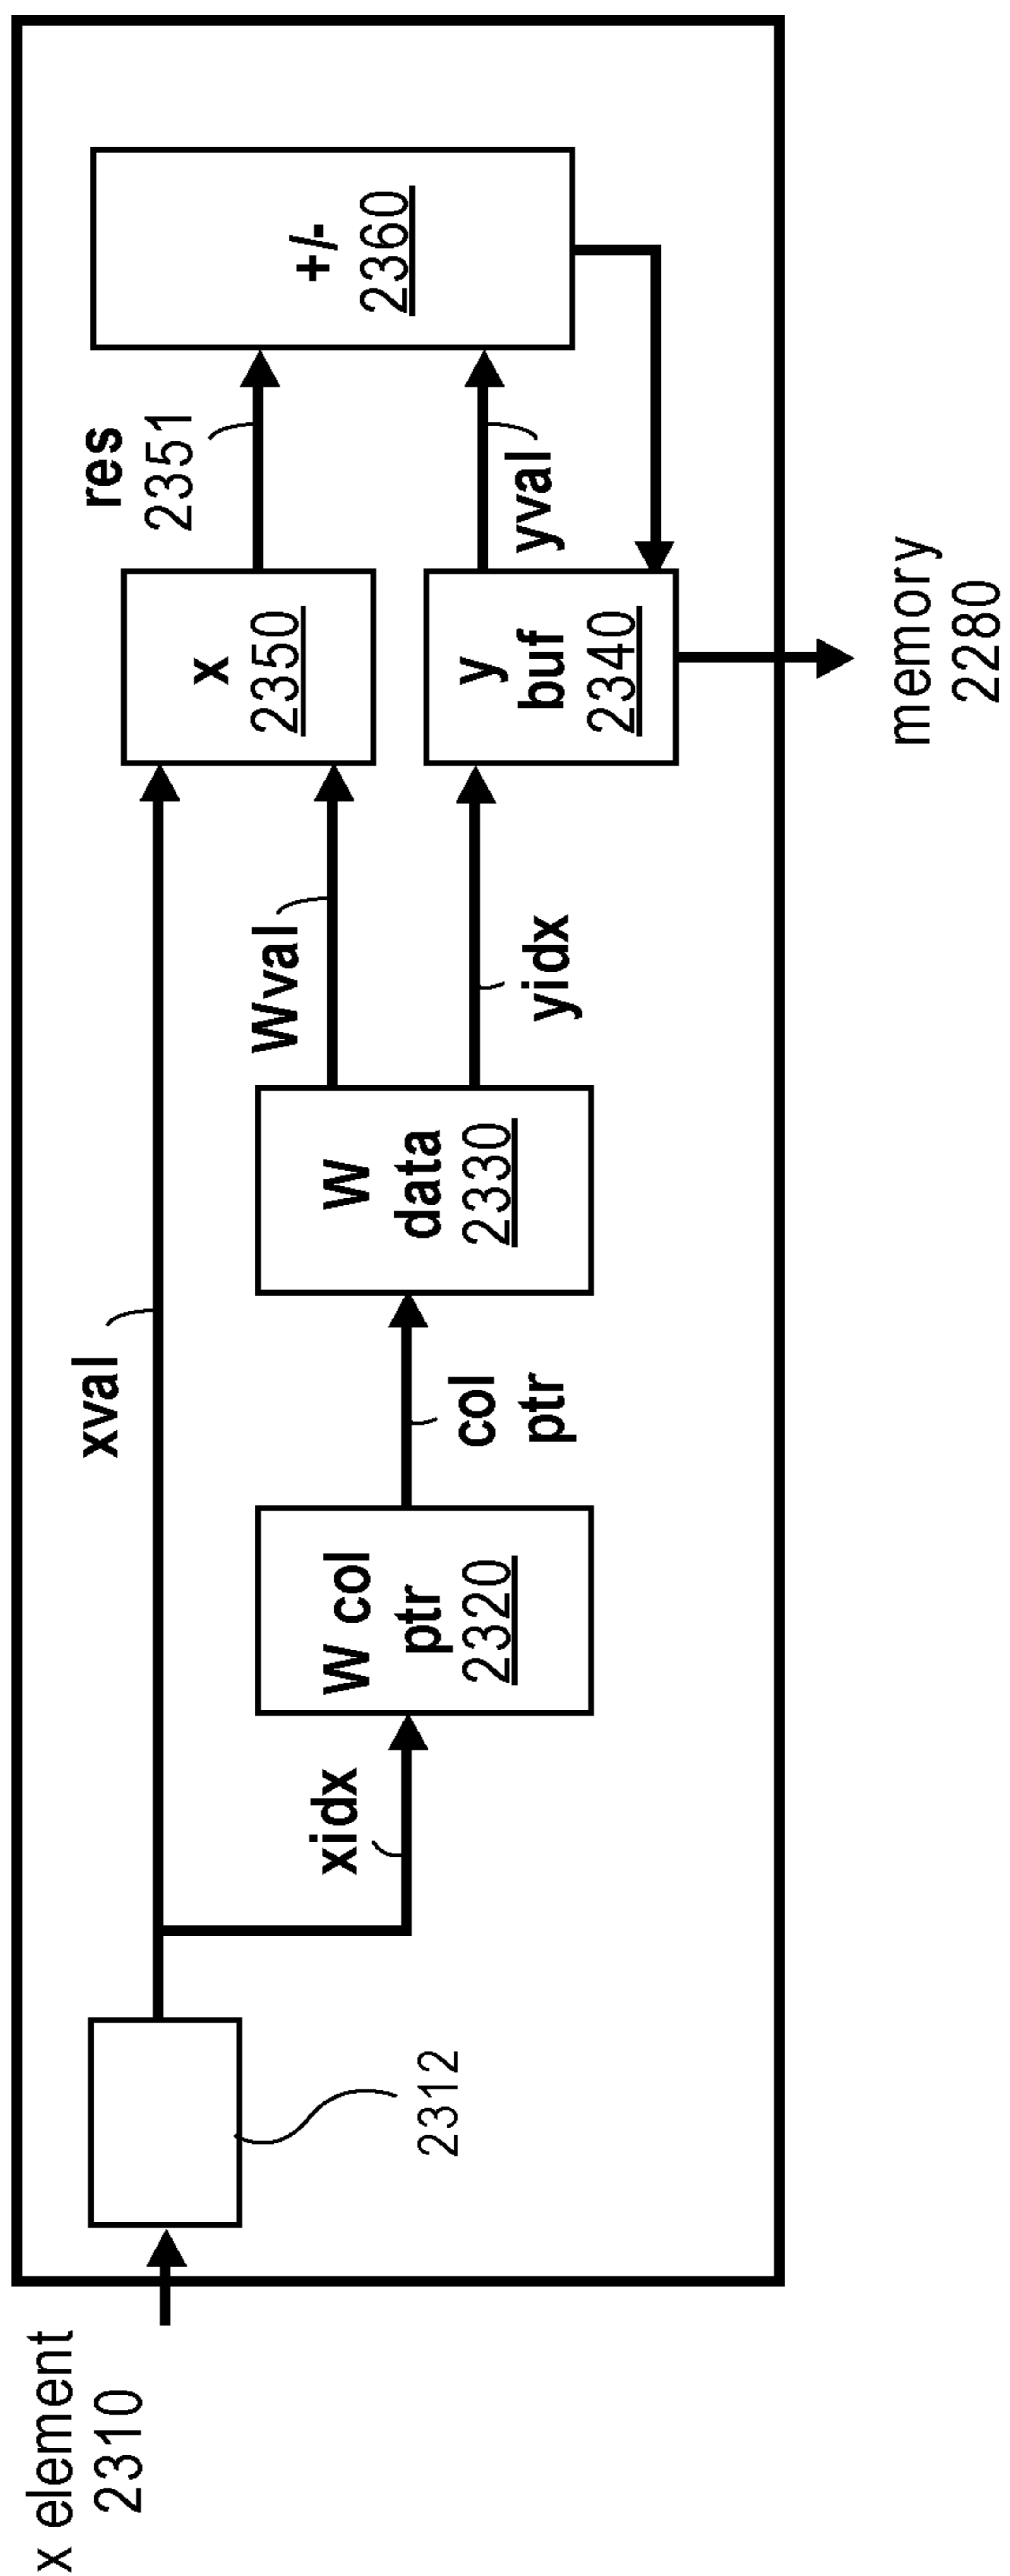 x element
2310
2312
xidx
xval
W col
ptr
2320
col
ptr
W
data
2330
Wval
yidx
x
2350
y
buf
2340
res
2351
yval
+/-
2360
memory
2280